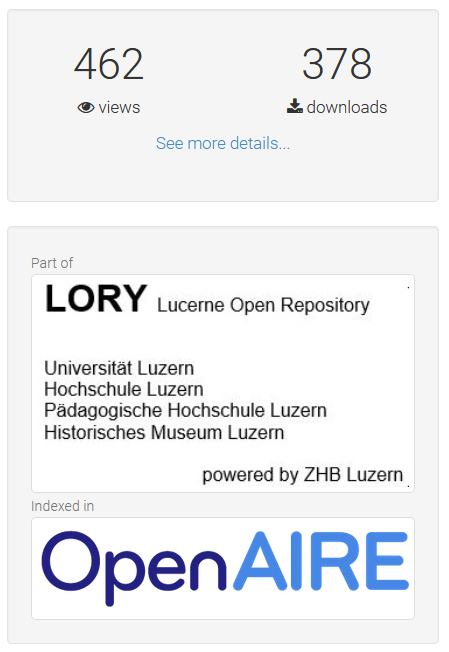 462
378
views
downloads
See more details...
Part of
LORY Lucerne Open Repository
Universität Luzern
Hochschule Luzern
Pädagogische Hochschule Luzern
Historisches Museum Luzern
powered by ZHB Luzern
Indexed in
OpenAIRE